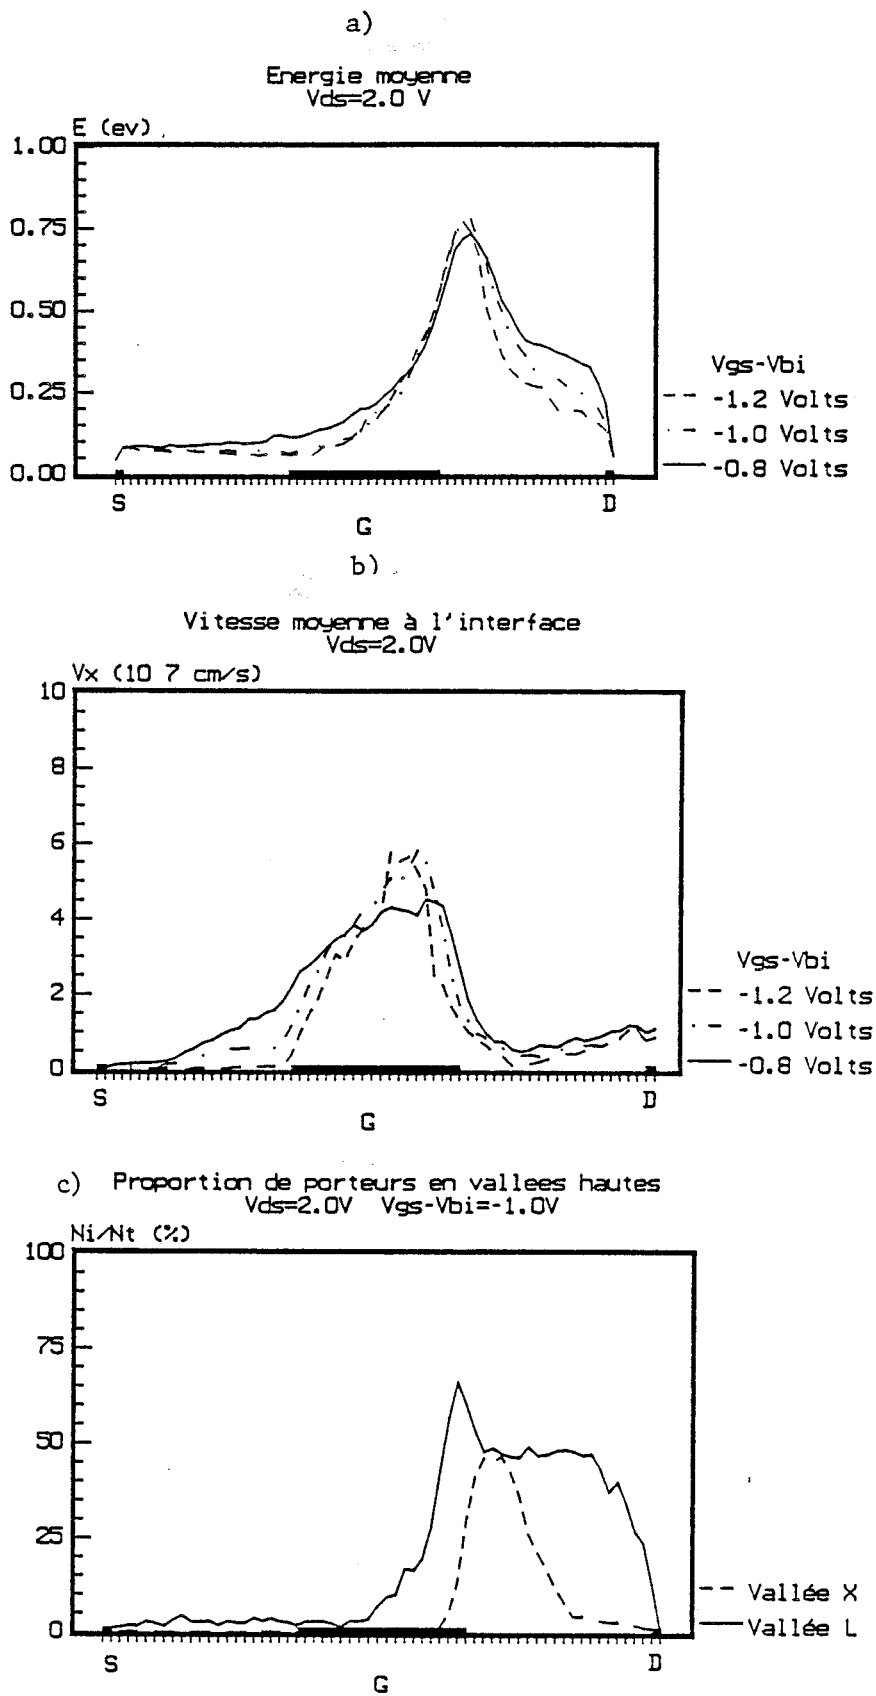 a)
Energie moyenne
Vds=2.0 V
E (ev)
1.00
0.75
0.50
0.25
0.00
S
G
D
Vgs-Vbi
-1.2 Volts
-1.0 Volts
-0.8 Volts
b)
Vitesse moyenne à l'interface
Vds=2.0V
Vx (10 7 cm/s)
10
8
6
4
2
0
S
G
D
Vgs-Vbi
-1.2 Volts
-1.0 Volts
-0.8 Volts
c) Proportion de porteurs en vallees hautes
Vds=2.0V Vgs-Vbi=-1.0V
Ni/Nt (%)
100
75
50
25
0
S
G
D
Vallée X
Vallée L